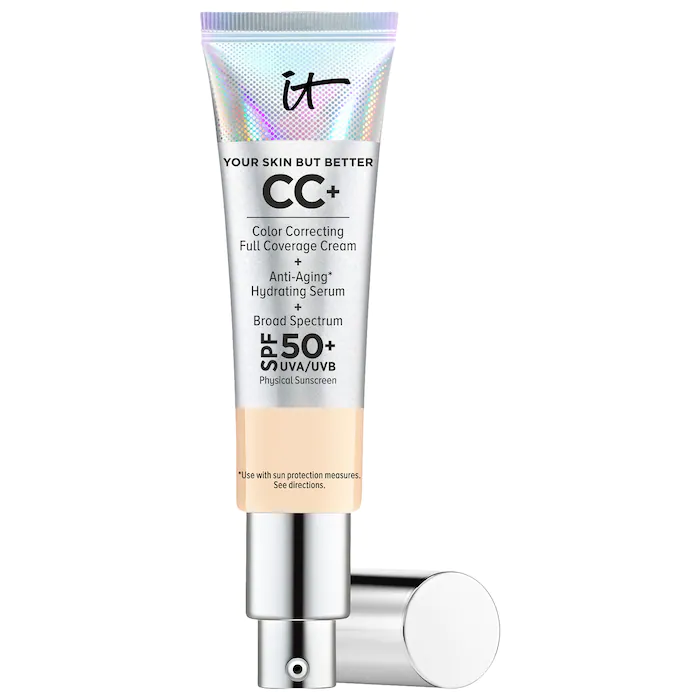 it
YOUR SKIN BUT BETTER
CC+
Color Correcting
Full Coverage Cream
+
Anti-Aging*
Hydrating Serum
+
Broad Spectrum
SPF 50+
UVA/UVB
Physical Sunscreen
*Use with sun protection measures.
See directions.